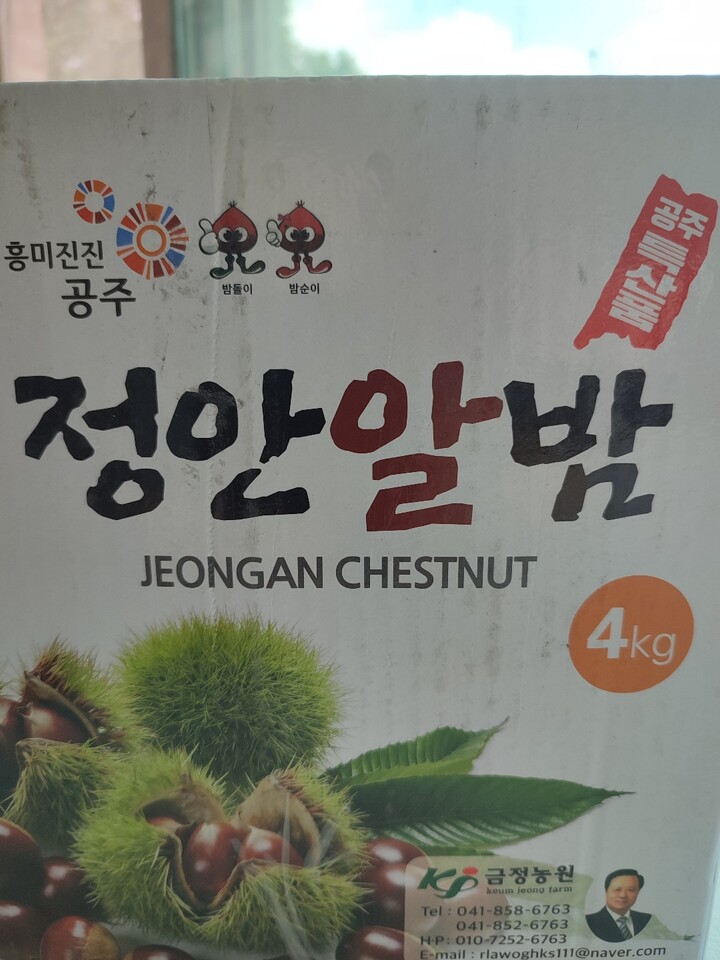 흥미진진
공주
밤돌이
밤순이
공주
특산품
정안알밤
JEONGAN CHESTNUT
4kg
금정농원
keum jeong farm
Tel : 041-858-6763
041-852-6763
H·P : 010-7252-6763
E-mail : rlawoghks111@naver.com